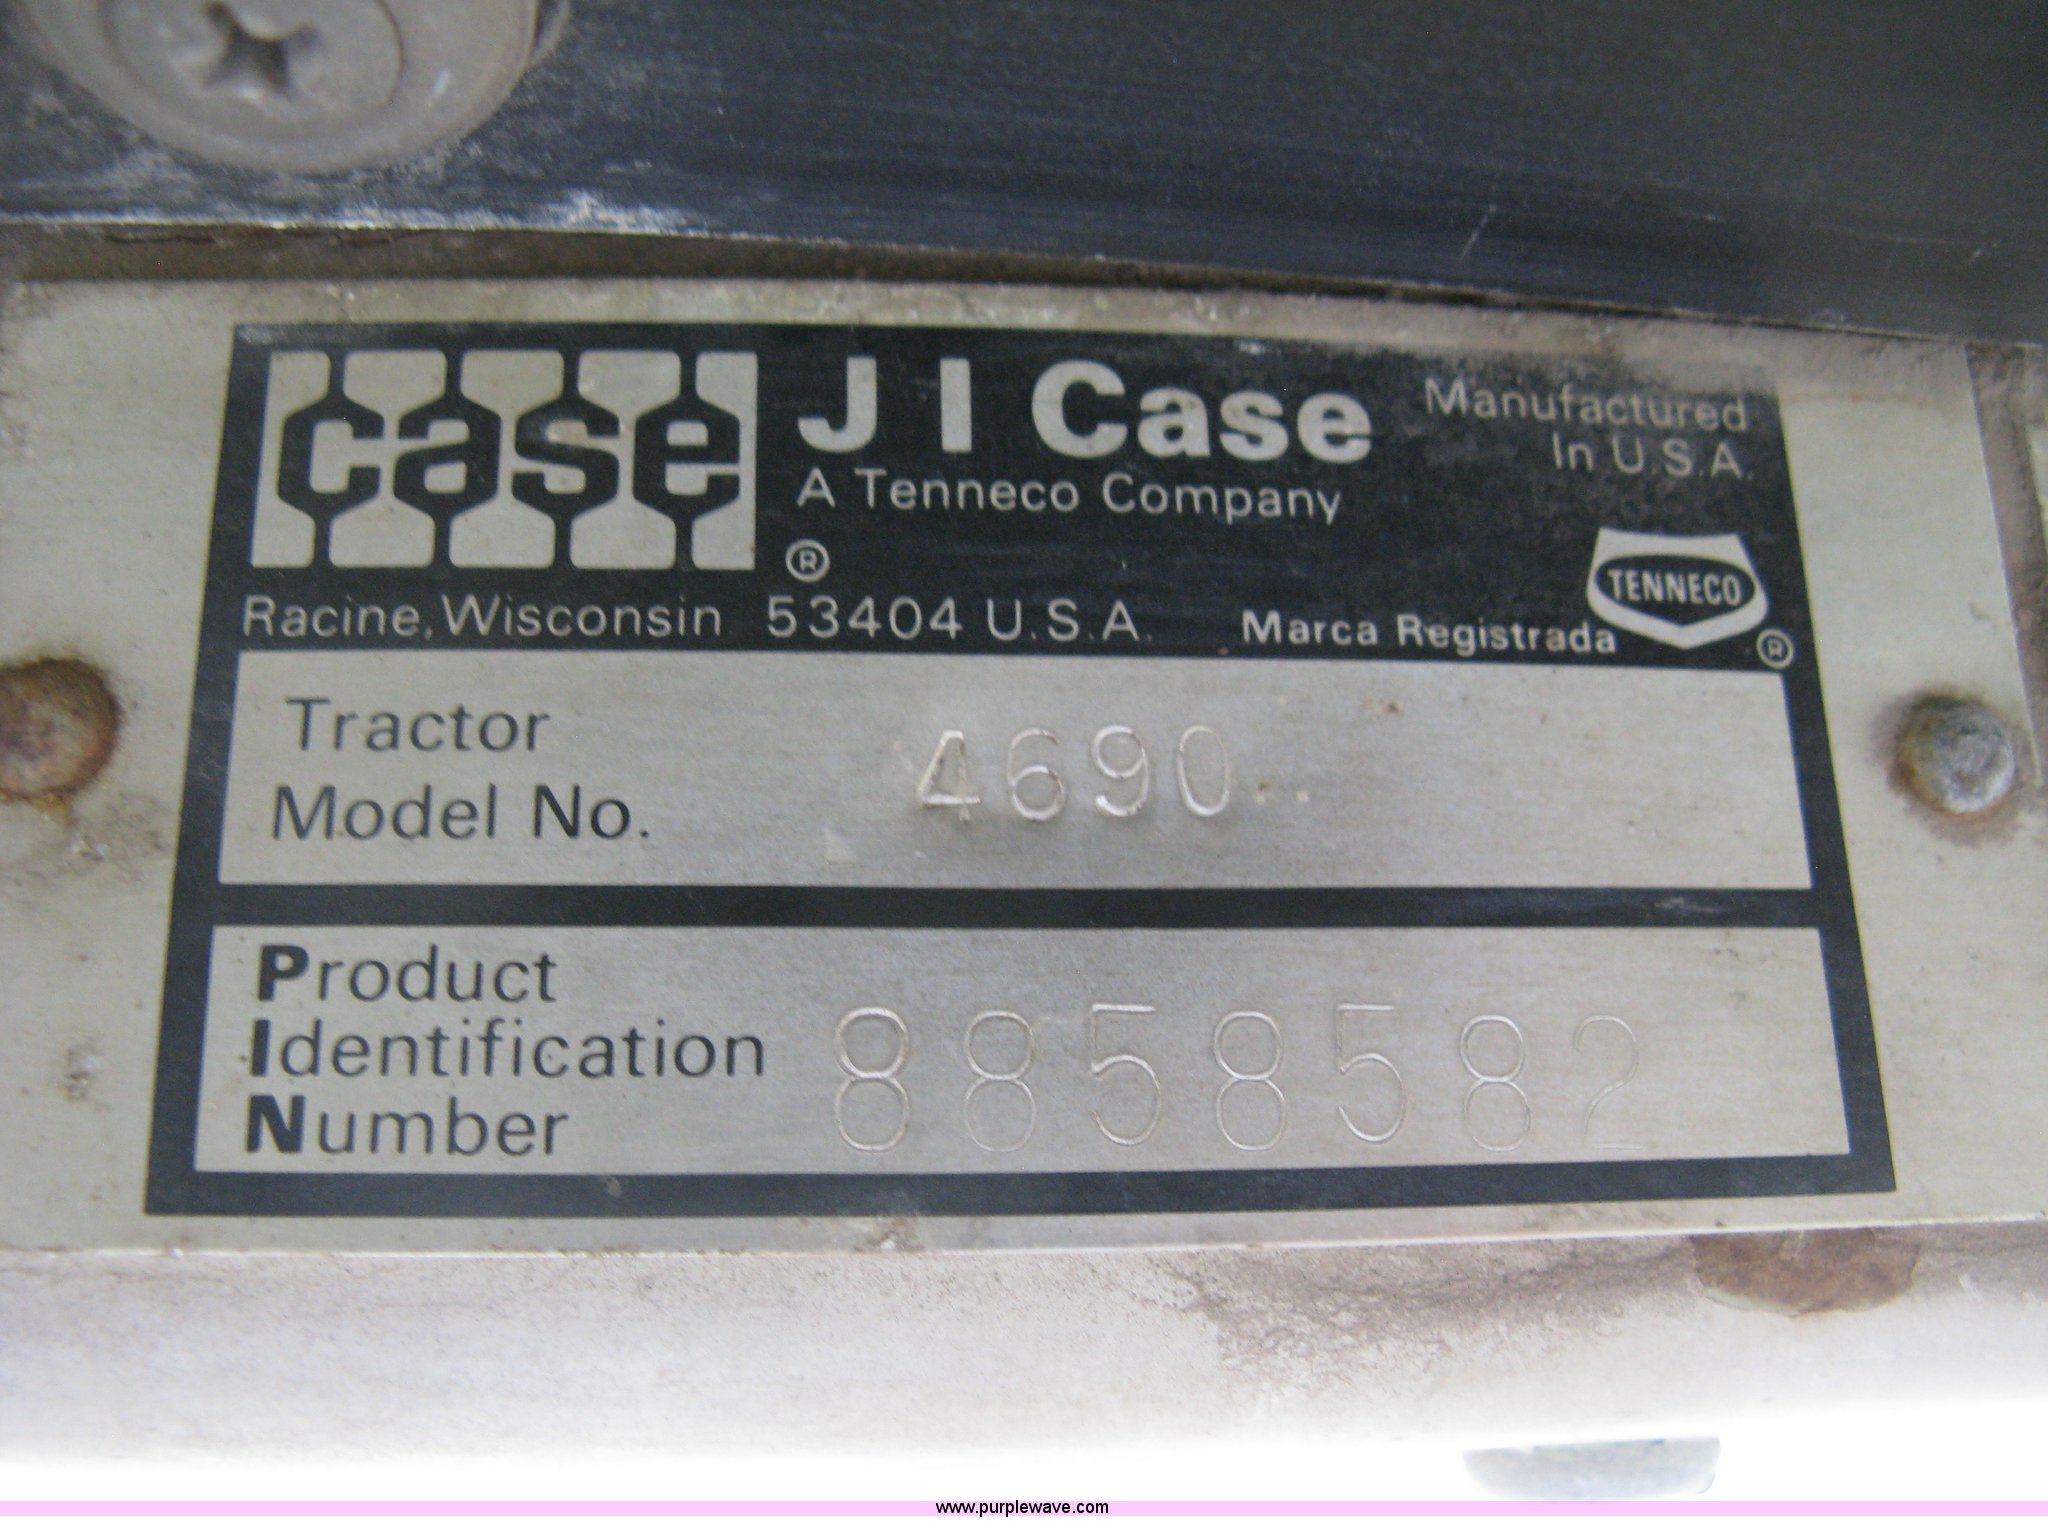 case
J I Case
A Tenneco Company
®
Manufactured
In U.S.A.
TENNECO
®
Racine, Wisconsin 53404 U.S.A. Marca Registrada
Tractor
Model No. 4690
Product
Identification 8858582
Number
www.purplewave.com